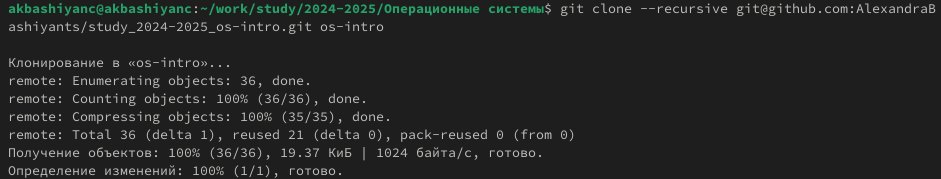 akbashiyanc@akbashiyanc:~/work/study/2024-2025/Операционные системы$ git clone --recursive git@github.com:AlexandraB
ashiyants/study_2024-2025_os-intro.git os-intro
Клонирование в «os-intro»...
remote: Enumerating objects: 36, done.
remote: Counting objects: 100% (36/36), done.
remote: Compressing objects: 100% (35/35), done.
remote: Total 36 (delta 1), reused 21 (delta 0), pack-reused 0 (from 0)
Получение объектов: 100% (36/36), 19.37 КиБ | 1024 байта/с, готово.
Определение изменений: 100% (1/1), готово.